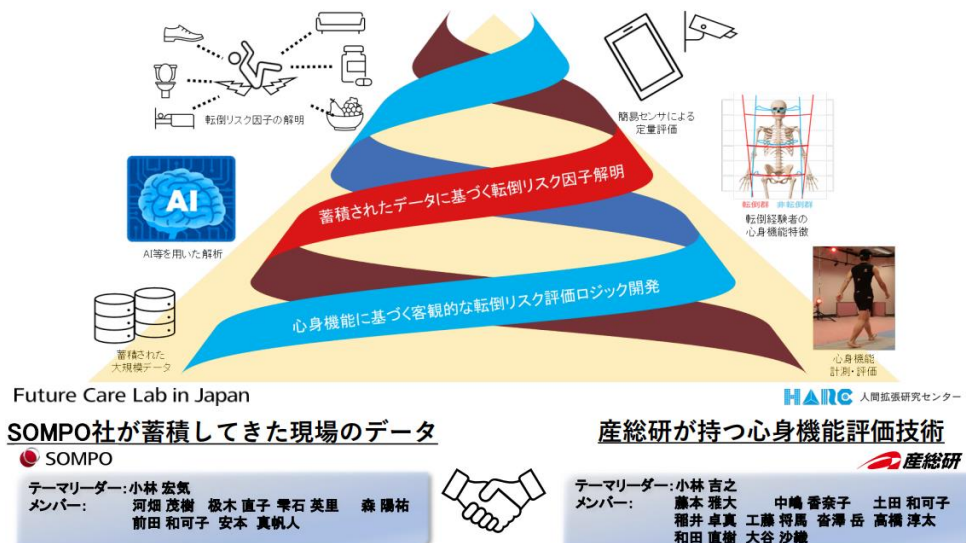 転倒リスク因子の解明
簡易センサによる
定量評価
AI
AI等を用いた解析
蓄積されたデータに基づく転倒リスク因子解明
転倒群 非転倒群
転倒経験者の
心身機能特徴
心身機能に基づく客観的な転倒リスク評価ロジック開発
蓄積された
大規模データ
心身機能
計測・評価
Future Care Lab in Japan
HARC 人間拡張研究センター
SOMPO社が蓄積してきた現場のデータ
産総研が持つ心身機能評価技術
SOMPO
産総研
テーマリーダー:小林 宏気
メンバー: 河畑 茂樹 極木 直子 雫石 英里 森 陽祐
前田 和可子 安本 真帆人
テーマリーダー:小林 吉之
メンバー: 藤本 雅大 中嶋 香奈子 土田 和可子
稲井 卓真 工藤 将馬 沓澤 岳 高橋 淳太
和田 直樹 大谷 沙織